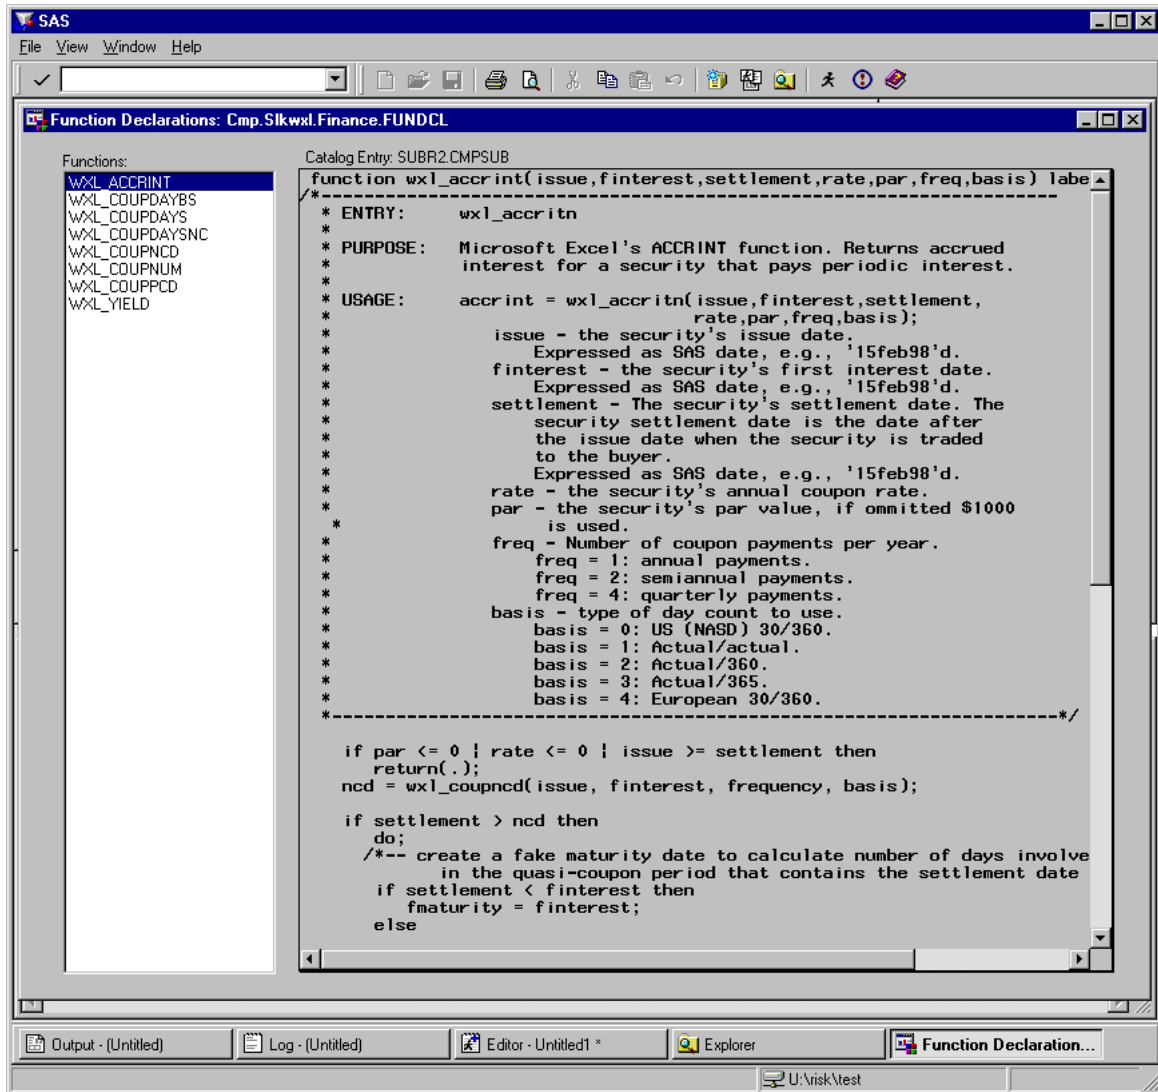 SAS
File View Window Help
Function Declarations: Cmp.Slkwxl.Finance.FUNDCL
Functions:
WXL_ACCRINT
WXL_COUPDAYBS
WXL_COUPDAYS
WXL_COUPDAYSNC
WXL_COUPNCD
WXL_COUPNUM
WXL_COUPPCD
WXL_YIELD
Catalog Entry: SUBR2.CMPSUB
function wxl_accrint(issue,finterest,settlement,rate,par,freq,basis) labe
/*---------------------------------------------------------------------
* ENTRY: wxl_accritn
*
* PURPOSE: Microsoft Excel's ACCRINT function. Returns accrued
* interest for a security that pays periodic interest.
*
* USAGE: accrint = wxl_accritn(issue,finterest,settlement,
* rate,par,freq,basis);
* issue - the security's issue date.
* Expressed as SAS date, e.g., '15feb98'd.
* finterest - the security's first interest date.
* Expressed as SAS date, e.g., '15feb98'd.
* settlement - The security's settlement date. The
* security settlement date is the date after
* the issue date when the security is traded
* to the buyer.
* Expressed as SAS date, e.g., '15feb98'd.
* rate - the security's annual coupon rate.
* par - the security's par value, if ommitted $1000
* is used.
* freq - Number of coupon payments per year.
* freq = 1: annual payments.
* freq = 2: semiannual payments.
* freq = 4: quarterly payments.
* basis - type of day count to use.
* basis = 0: US (NASD) 30/360.
* basis = 1: Actual/actual.
* basis = 2: Actual/360.
* basis = 3: Actual/365.
* basis = 4: European 30/360.
*--------------------------------------------------------------------*/
if par <= 0 | rate <= 0 | issue >= settlement then
return(.);
ncd = wxl_coupncd(issue, finterest, frequency, basis);
if settlement > ncd then
do;
/*-- create a fake maturity date to calculate number of days involve
in the quasi-coupon period that contains the settlement date
if settlement < finterest then
fmaturity = finterest;
else
Output - (Untitled)
Log - (Untitled)
Editor - Untitled1 *
Explorer
Function Declaration...
U:\risk\test